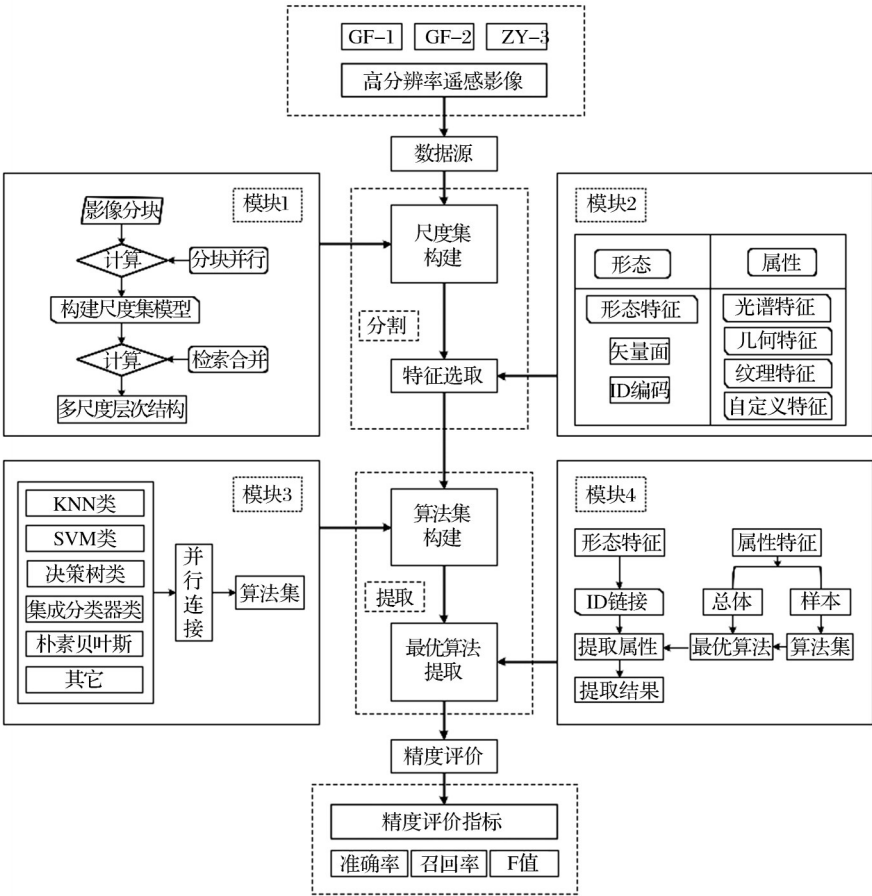 GF-1 GF-2 ZY-3
高分辨率遥感影像
数据源
模块1
影像分块
计算
分块并行
构建尺度集模型
计算
检索合并
多尺度层次结构
尺度集
构建
分割
特征选取
模块2
形态
属性
形态特征
矢量面
ID编码
光谱特征
几何特征
纹理特征
自定义特征
模块3
KNN类
SVM类
决策树类
集成分类器类
朴素贝叶斯
其它
并
行
连
接
算法集
算法集
构建
提取
最优算法
提取
模块4
形态特征
属性特征
ID链接
总体
样本
提取属性
最优算法
算法集
提取结果
精度评价
精度评价指标
准确率 召回率 F值